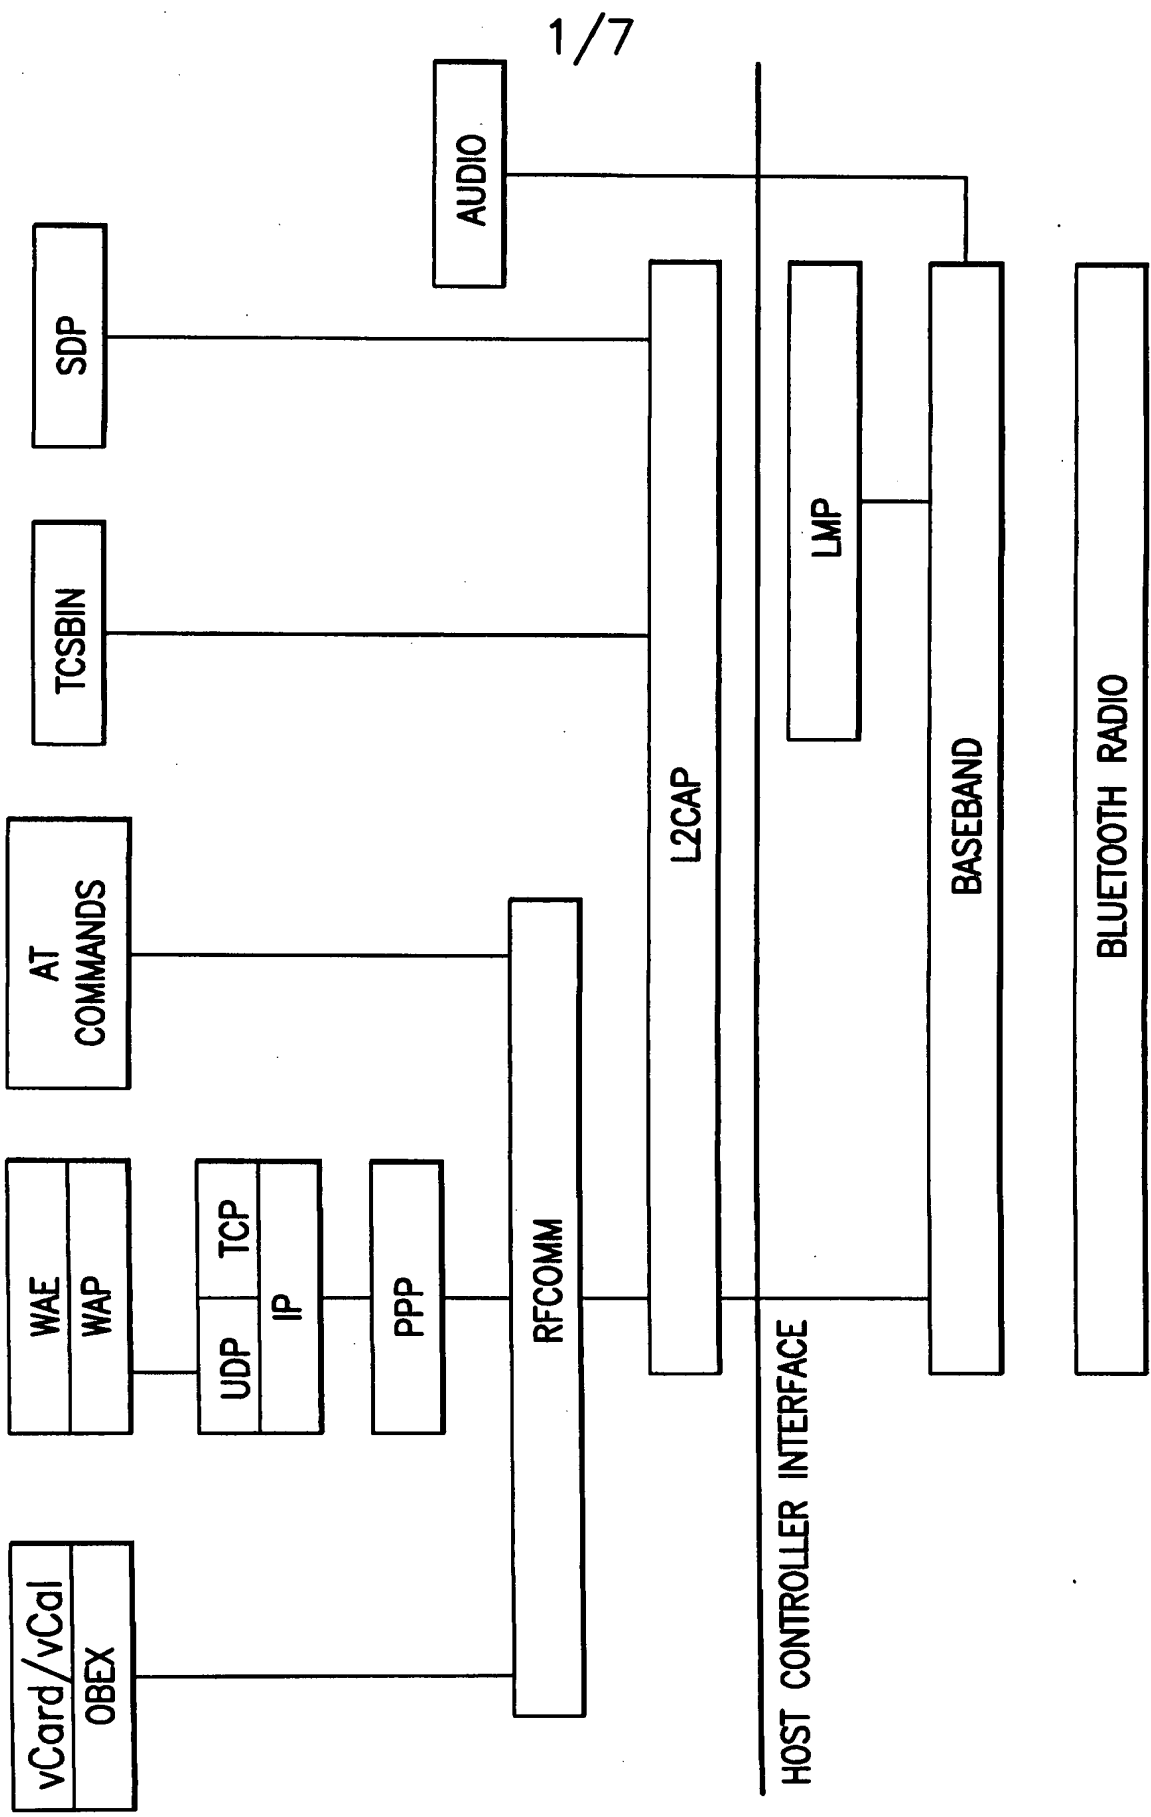 1/7
vCard/vCal
OBEX
WAE
WAP
UDP
TCP
IP
PPP
AT
COMMANDS
TCSBIN
SDP
AUDIO
RFCOMM
L2CAP
HOST CONTROLLER INTERFACE
LMP
BASEBAND
BLUETOOTH RADIO